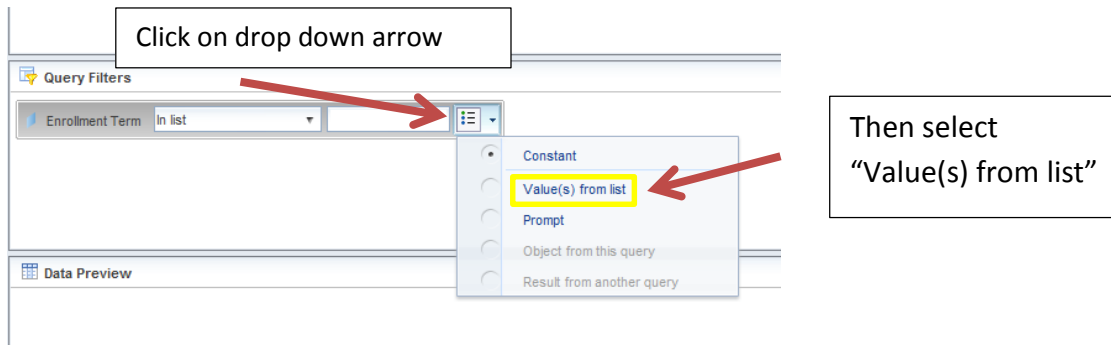 Click on drop down arrow
Query Filters
Enrollment Term In list
Constant
Value(s) from list
Prompt
Object from this query
Result from another query
Then select
“Value(s) from list”
Data Preview